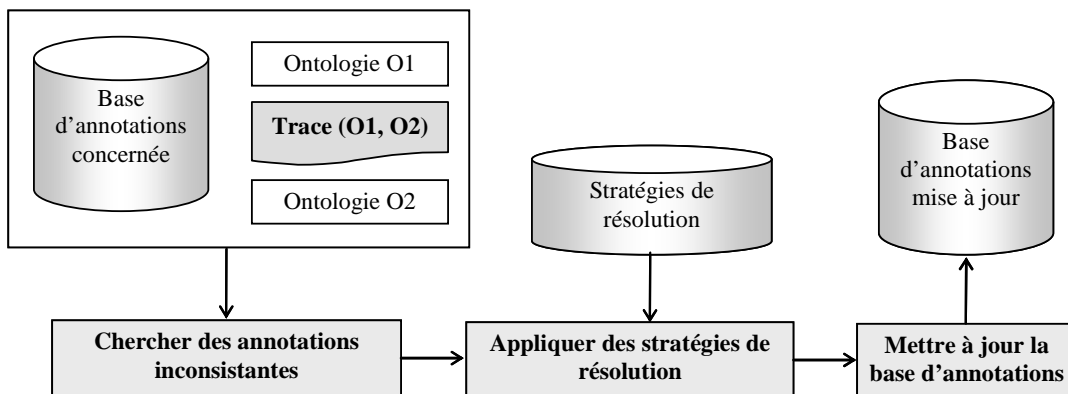 Base
d'annotations
concernée
Ontologie O1
Trace (O1, O2)
Ontologie O2
Stratégies de
résolution
Base
d'annotations
mise à jour
Chercher des annotations
inconsistantes
Appliquer des stratégies de
résolution
Mettre à jour la
base d'annotations